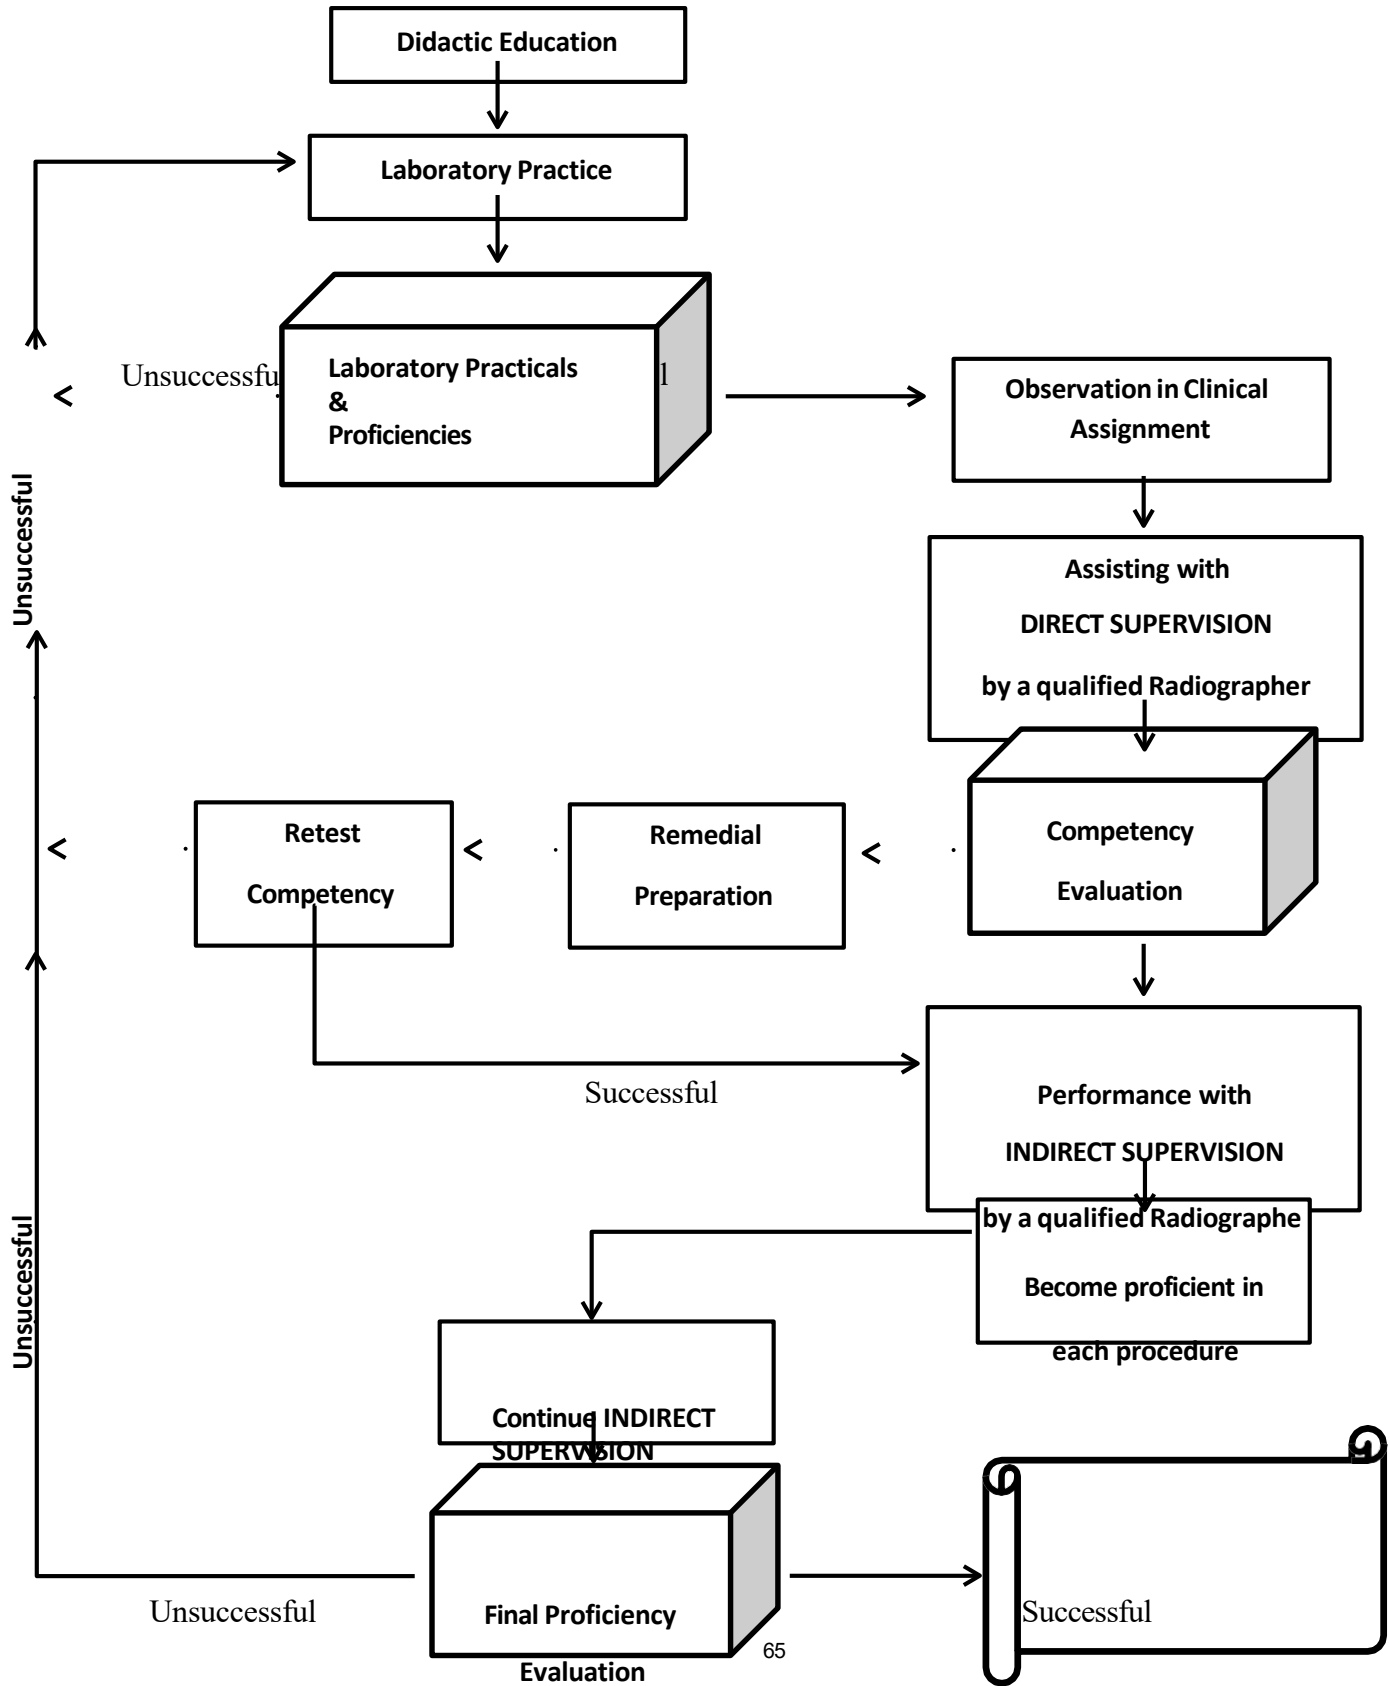 Didactic Education
Laboratory Practice
Unsuccessfu
l
Laboratory Practicals
&
Proficiencies
Observation in Clinical
Assignment
Unsuccessful
Assisting with
DIRECT SUPERVISION
by a qualified Radiographer
Retest
Competency
Remedial
Preparation
Competency
Evaluation
Successful
Performance with
INDIRECT SUPERVISION
by a qualified Radiographe
Become proficient in
each procedure
Unsuccessful
Continue INDIRECT
SUPERVISION
Unsuccessful
Final Proficiency
Evaluation
Successful
65